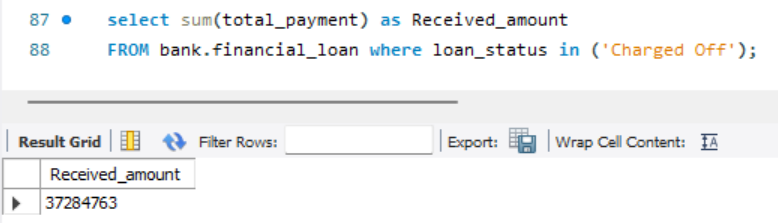 87 select sum(total_payment) as Received_amount
88 FROM bank.financial_loan where loan_status in ('Charged Off');
Result Grid Filter Rows: Export: Wrap Cell Content: IA
Received_amount
37284763